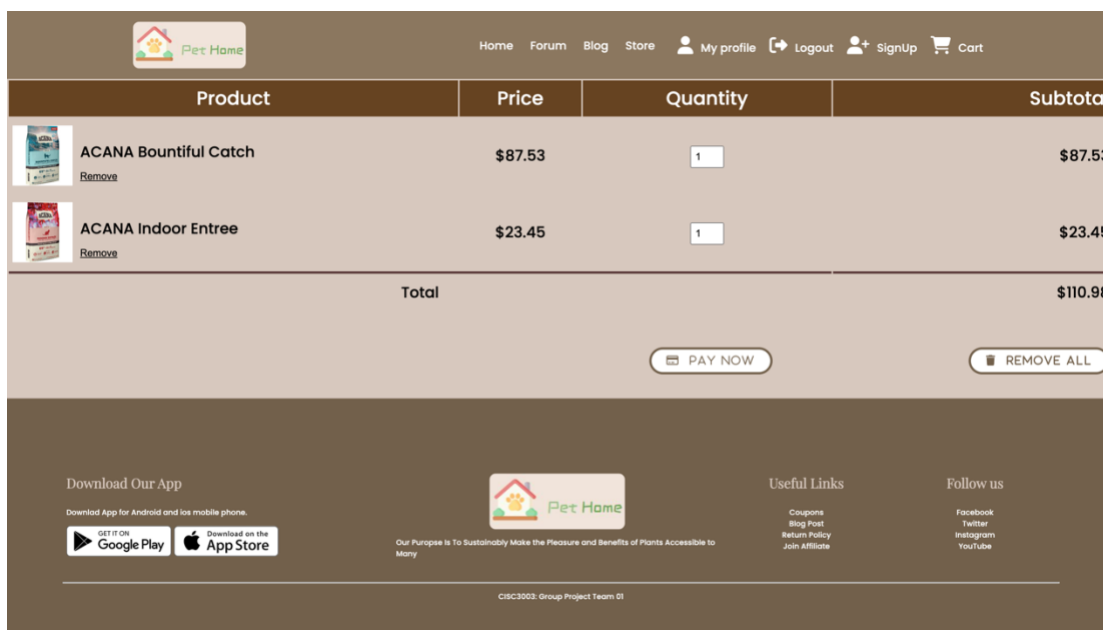 Pet Home
Home Forum Blog Store My profile Logout SignUp Cart
Product Price Quantity Subtota
ACANA Bountiful Catch $87.53 1 $87.53
Remove
ACANA Indoor Entree $23.45 1 $23.45
Remove
Total $110.98
PAY NOW REMOVE ALL
Download Our App
Downlad App for Android and ios mobile phone.
GET IT ON
Google Play
Download on the
App Store
Pet Home
Our Puropse Is To Sustainably Make the Pleasure and Benefits of Plants Accessible to
Many
Useful Links
Coupons
Blog Post
Return Policy
Join Affiliate
Follow us
Facebook
Twitter
Instagram
YouTube
CISC3003: Group Project Team 01